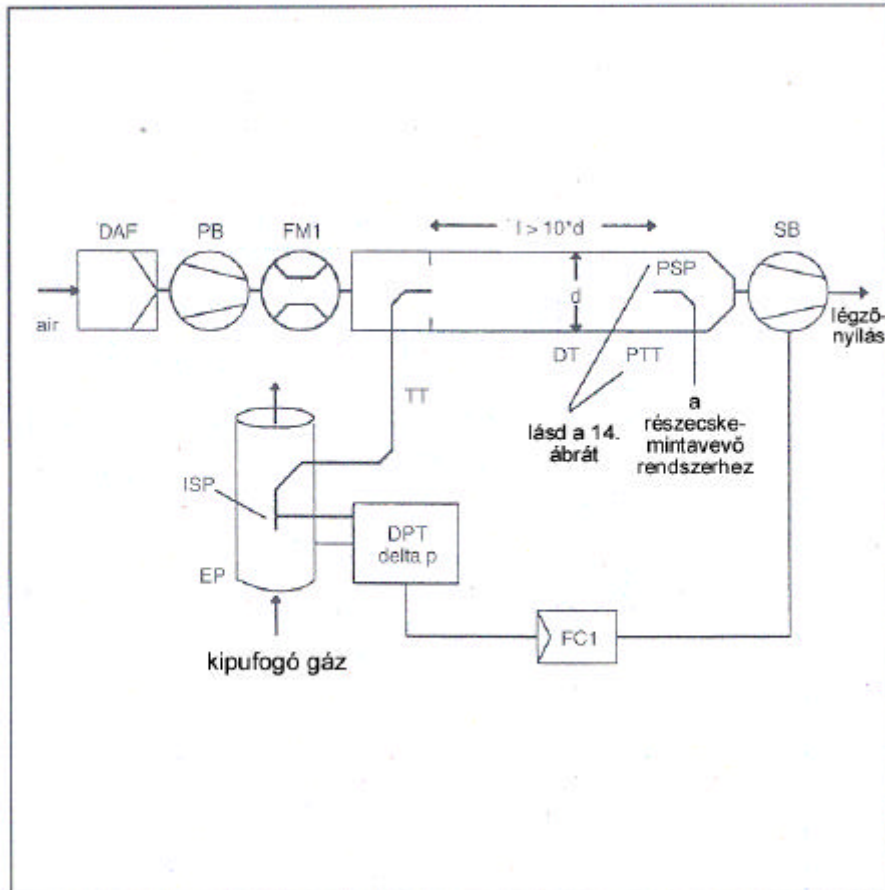 DAF
PB
FM1
l > 10*d
SB
PSP
d
air
légző-
nyílás
DT
PTT
TT
a
részecske-
mintavevő
rendszerhez
lásd a 14.
ábrát
ISP
DPT
delta p
EP
FC1
kipufogó gáz